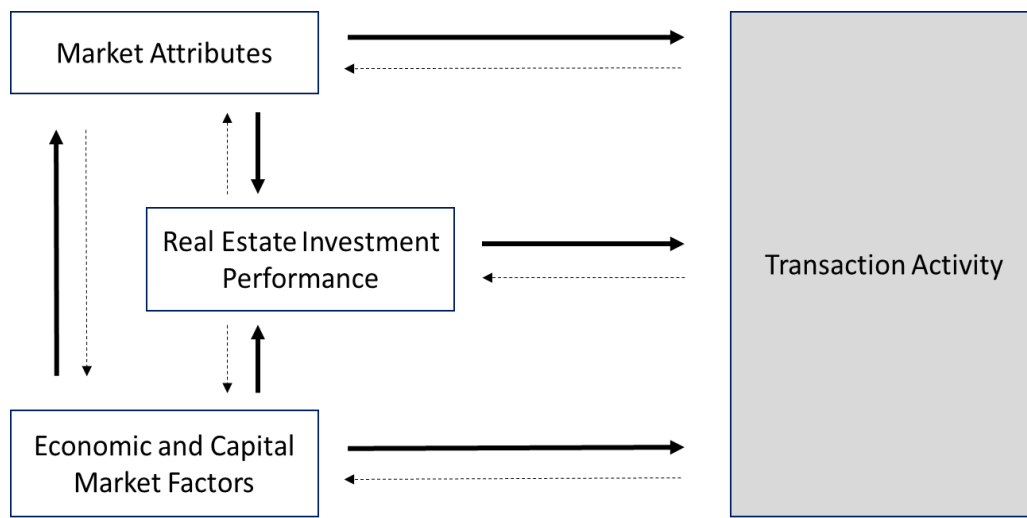 Market Attributes
Real Estate Investment
Performance
Transaction Activity
Economic and Capital
Market Factors